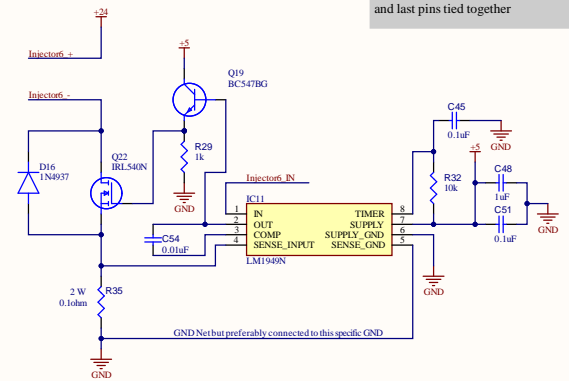 and last pins tied together
+24
Injector6_+
+5
Q19
BC547BG
Injector6_-
C45
0.1uF
GND
D16
1N4937
Q22
IRL540N
R29
1k
+5
GND
Injector6_IN
R32
10k
C48
1uF
IC11
C51
0.1uF
GND
1 IN TIMER 8
2 OUT SUPPLY 7
3 COMP SUPPLY_GND 6
4 SENSE_INPUT SENSE_GND 5
C54
0.01uF
LM1949N
GND
2 W
0.1ohm
R35
GND Net but preferably connected to this specific GND
GND